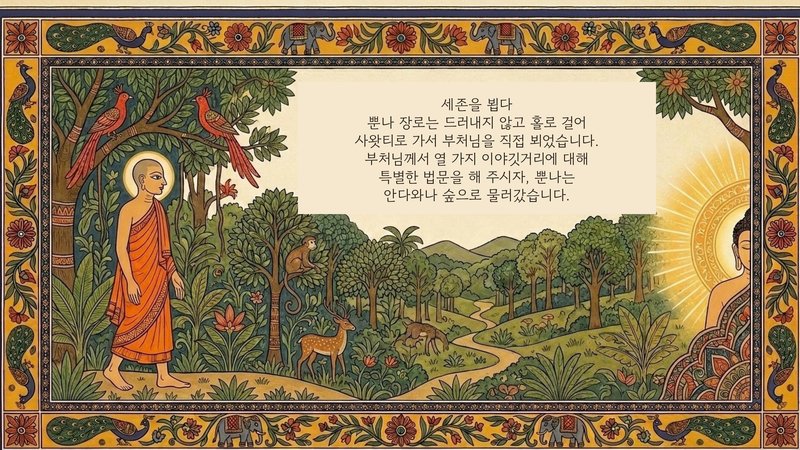 세존을 뵙다
뿐나 장로는 드러내지 않고 홀로 걸어
사왓티로 가서 부처님을 직접 뵈었습니다.
부처님께서 열 가지 이야깃거리에 대해
특별한 법문을 해 주시자, 뿐나는
안다와나 숲으로 물러갔습니다.